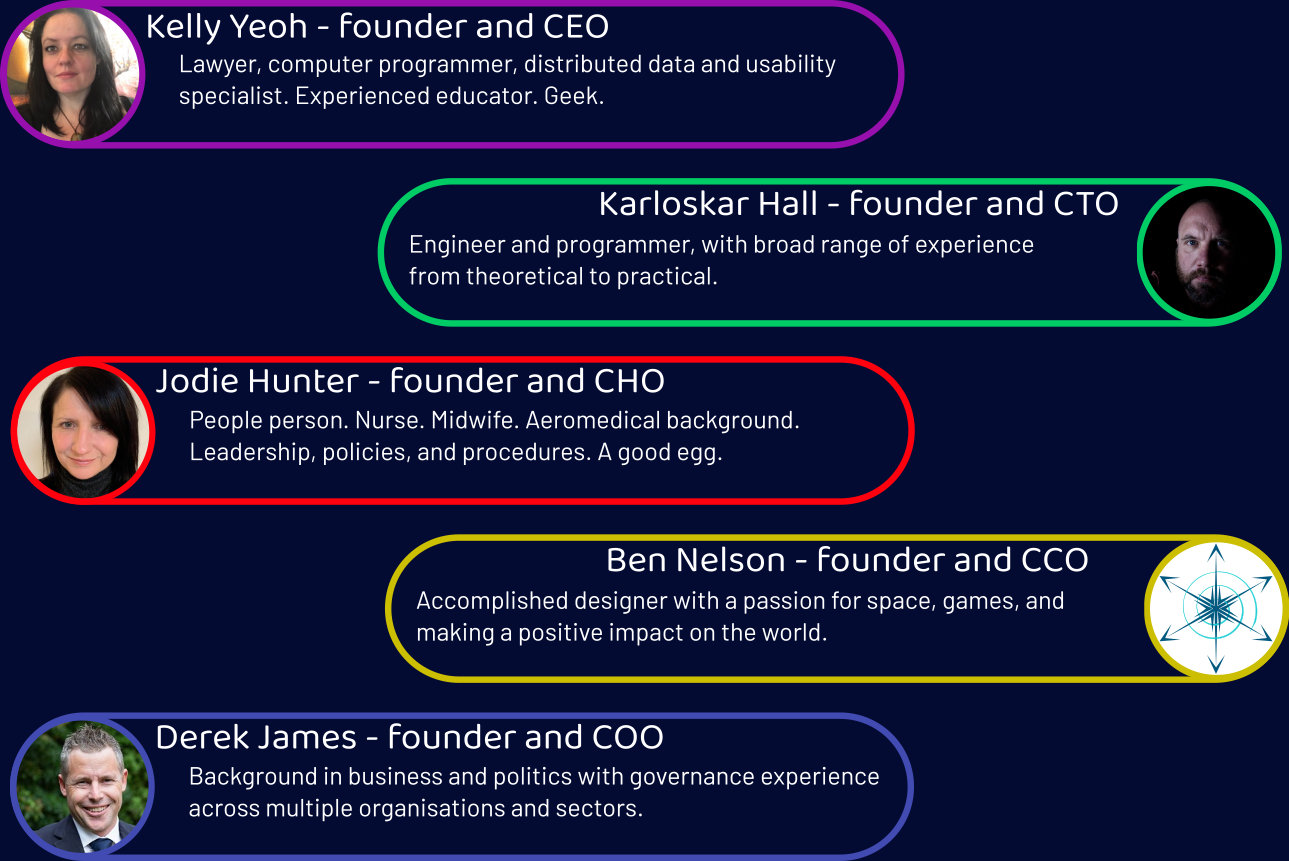 Kelly Yeoh - founder and CEO
Lawyer, computer programmer, distributed data and usability
specialist. Experienced educator. Geek.
Karloskar Hall - founder and CTO
Engineer and programmer, with broad range of experience
from theoretical to practical.
Jodie Hunter - founder and CHO
People person. Nurse. Midwife. Aeromedical background.
Leadership, policies, and procedures. A good egg.
Ben Nelson - founder and CCO
Accomplished designer with a passion for space, games, and
making a positive impact on the world.
Derek James - founder and COO
Background in business and politics with governance experience
across multiple organisations and sectors.